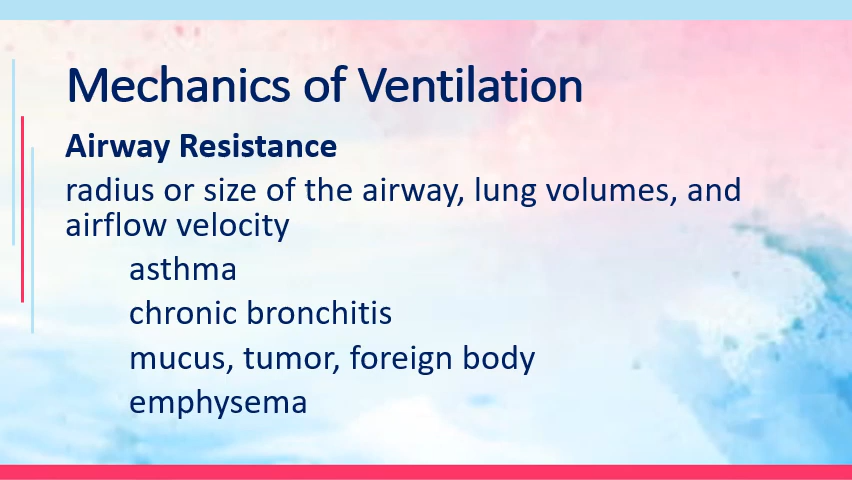 Mechanics of Ventilation
Airway Resistance
radius or size of the airway, lung volumes, and
airflow velocity
asthma
chronic bronchitis
mucus, tumor, foreign body
emphysema